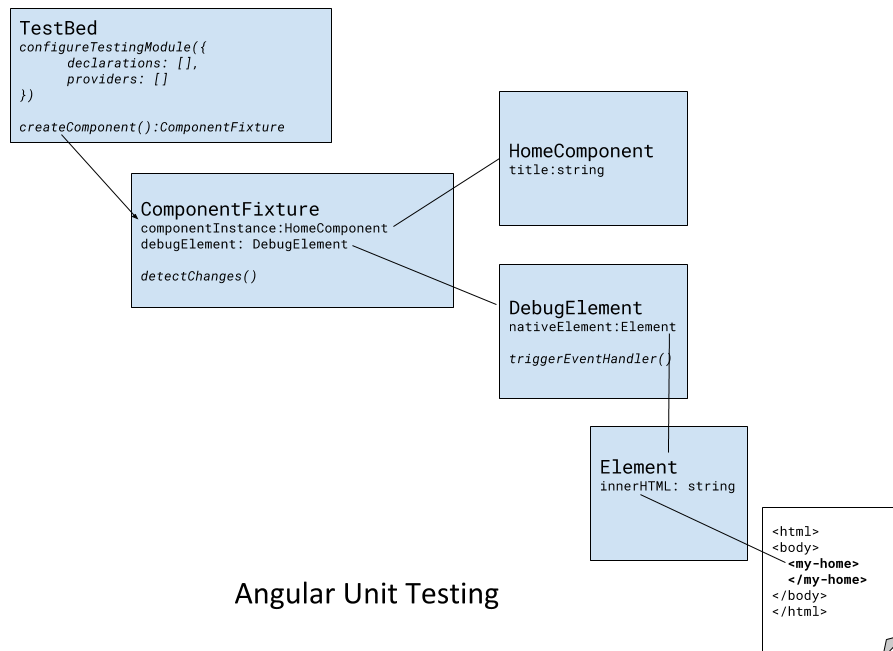 TestBed
configureTestingModule({
declarations: [],
providers: []
})
createComponent():ComponentFixture
HomeComponent
title:string
ComponentFixture
componentInstance:HomeComponent
debugElement: DebugElement
detectChanges()
DebugElement
nativeElement:Element
triggerEventHandler()
Element
innerHTML: string
<html>
<body>
<my-home>
</my-home>
</body>
</html>
Angular Unit Testing